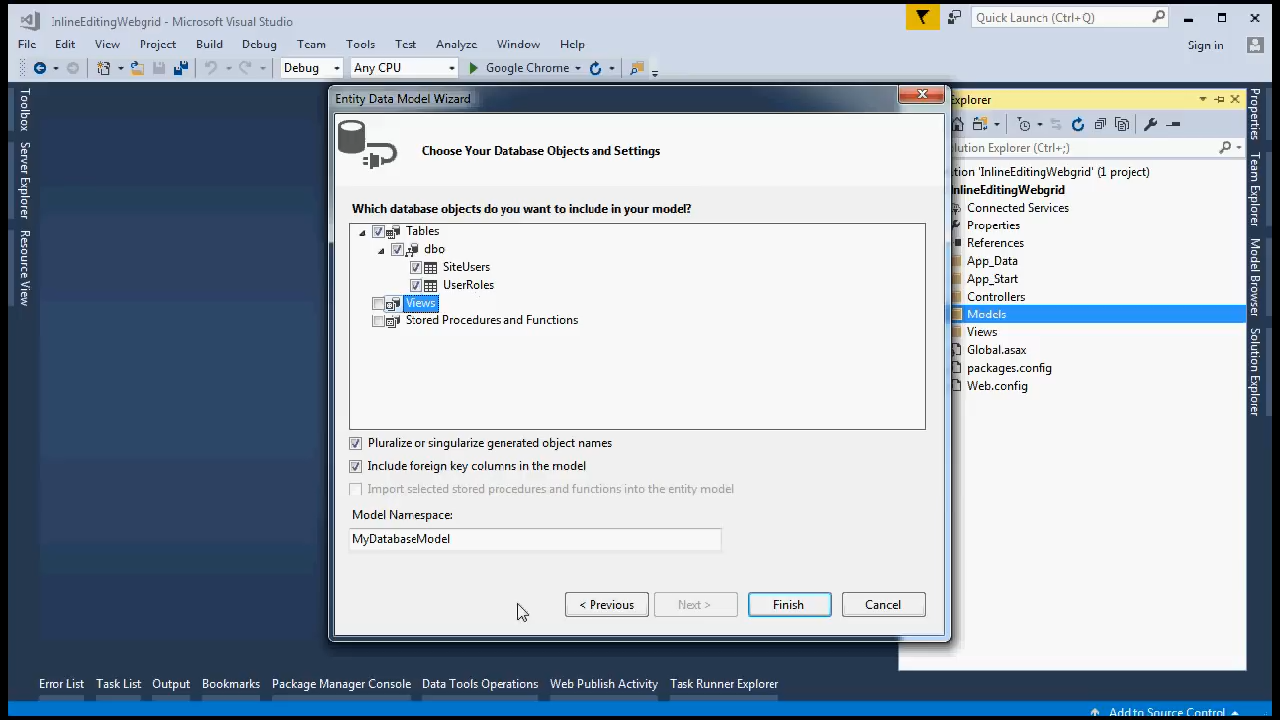 InlineEditingWebgrid - Microsoft Visual Studio
Quick Launch (Ctrl+Q)
File Edit View Project Build Debug Team Tools Test Analyze Window Help
Sign in
Debug Any CPU Google Chrome
Toolbox
Server Explorer
Resource View
Entity Data Model Wizard
Choose Your Database Objects and Settings
Which database objects do you want to include in your model?
Tables
dbo
SiteUsers
UserRoles
Views
Stored Procedures and Functions
Pluralize or singularize generated object names
Include foreign key columns in the model
Import selected stored procedures and functions into the entity model
Model Namespace:
MyDatabaseModel
< Previous Next > Finish Cancel
Explorer
olution Explorer (Ctrl+;)
tion 'InlineEditingWebgrid' (1 project)
InlineEditingWebgrid
Connected Services
Properties
References
App_Data
App_Start
Controllers
Models
Views
Global.asax
packages.config
Web.config
Properties
Team Explorer
Model Browser
Solution Explorer
Error List Task List Output Bookmarks Package Manager Console Data Tools Operations Web Publish Activity Task Runner Explorer
Add to Source Control